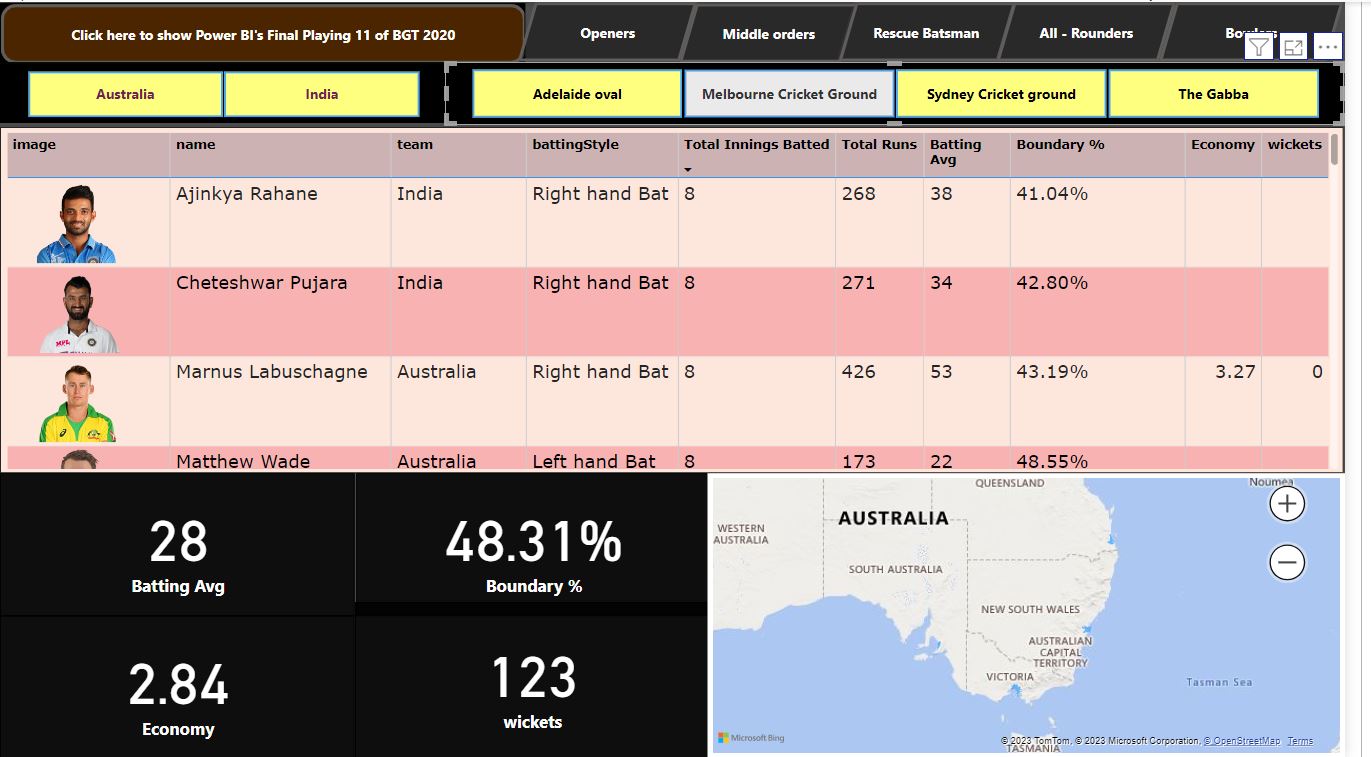 Click here to show Power BI's Final Playing 11 of BGT 2020
Openers
Middle orders
Rescue Batsman
All - Rounders
Australia
India
Adelaide oval
Melbourne Cricket Ground
Sydney Cricket ground
The Gabba
image name team battingStyle Total Innings Batted Total Runs Batting Avg Boundary % Economy wickets
Ajinkya Rahane India Right hand Bat 8 268 38 41.04%
Cheteshwar Pujara India Right hand Bat 8 271 34 42.80%
Marnus Labuschagne Australia Right hand Bat 8 426 53 43.19% 3.27 0
Matthew Wade Australia Left hand Bat 8 173 22 48.55%
28
Batting Avg
48.31%
Boundary %
2.84
Economy
123
wickets
QUEENSLAND
Noumea
AUSTRALIA
WESTERN
AUSTRALIA
SOUTH AUSTRALIA
NEW SOUTH WALES
AUSTRALIAN
CAPITAL
TERRITORY
VICTORIA
Tasman Sea
Microsoft Bing
© 2023 TomTom, © 2023 Microsoft Corporation, © OpenStreetMap Terms
TASMANIA